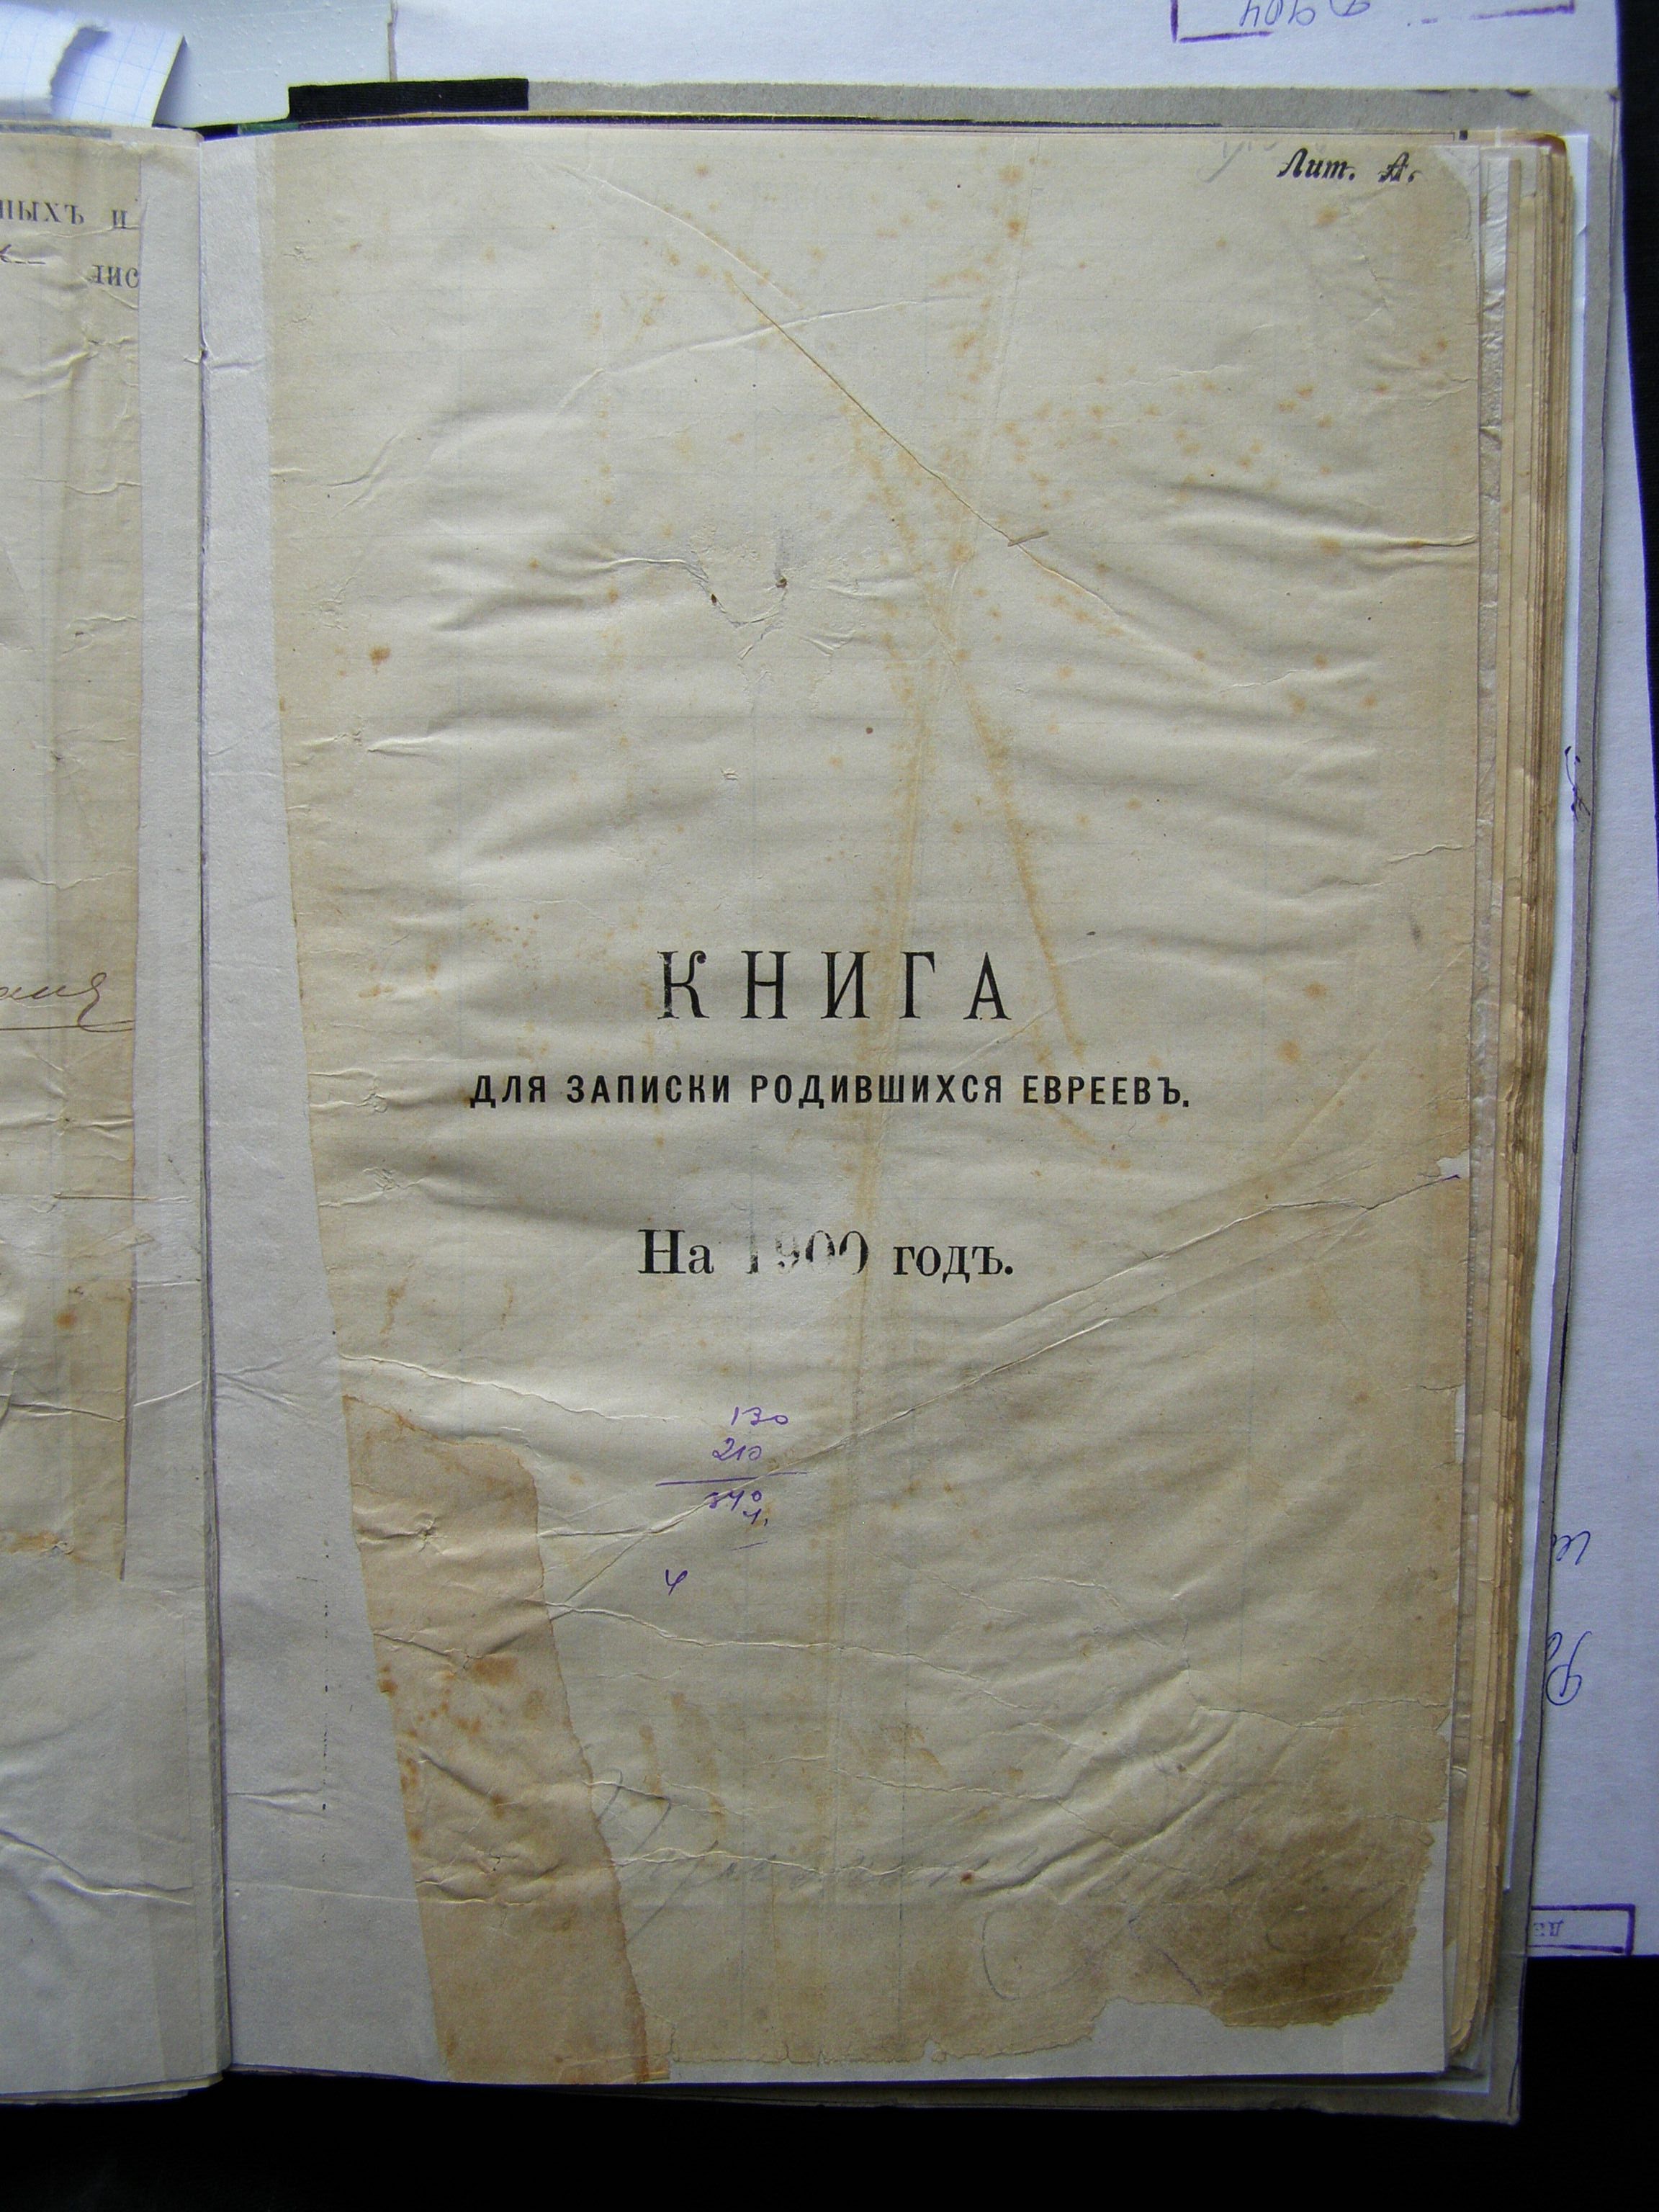 Лит. А.
КНИГА
ДЛЯ ЗАПИСКИ РОДИВШИХСЯ ЕВРЕЕВЪ.
На 1900 годъ.
130
210
340
4